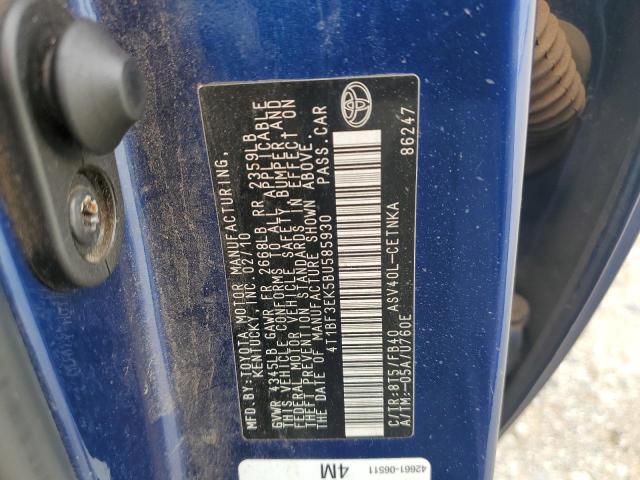 MFD.BY:TOYOTA MOTOR MANUFACTURING,
KENTUCKY, INC. 02/10
GVWR 4345LB GAWR FR 2668LB RR 2359LB
THIS VEHICLE CONFORMS TO ALL APPLICABLE
FEDERAL MOTOR VEHICLE SAFETY, BUMPER, AND
THEFT PREVENTION STANDARDS IN EFFECT ON
THE DATE OF MANUFACTURE SHOWN ABOVE.
4T1BF3EK5BU585930 PASS.CAR
C/TR:8T5/FB40 ASV40L-CETNKA
A/TM:-05A/U760E 86247
42661-06511
4M